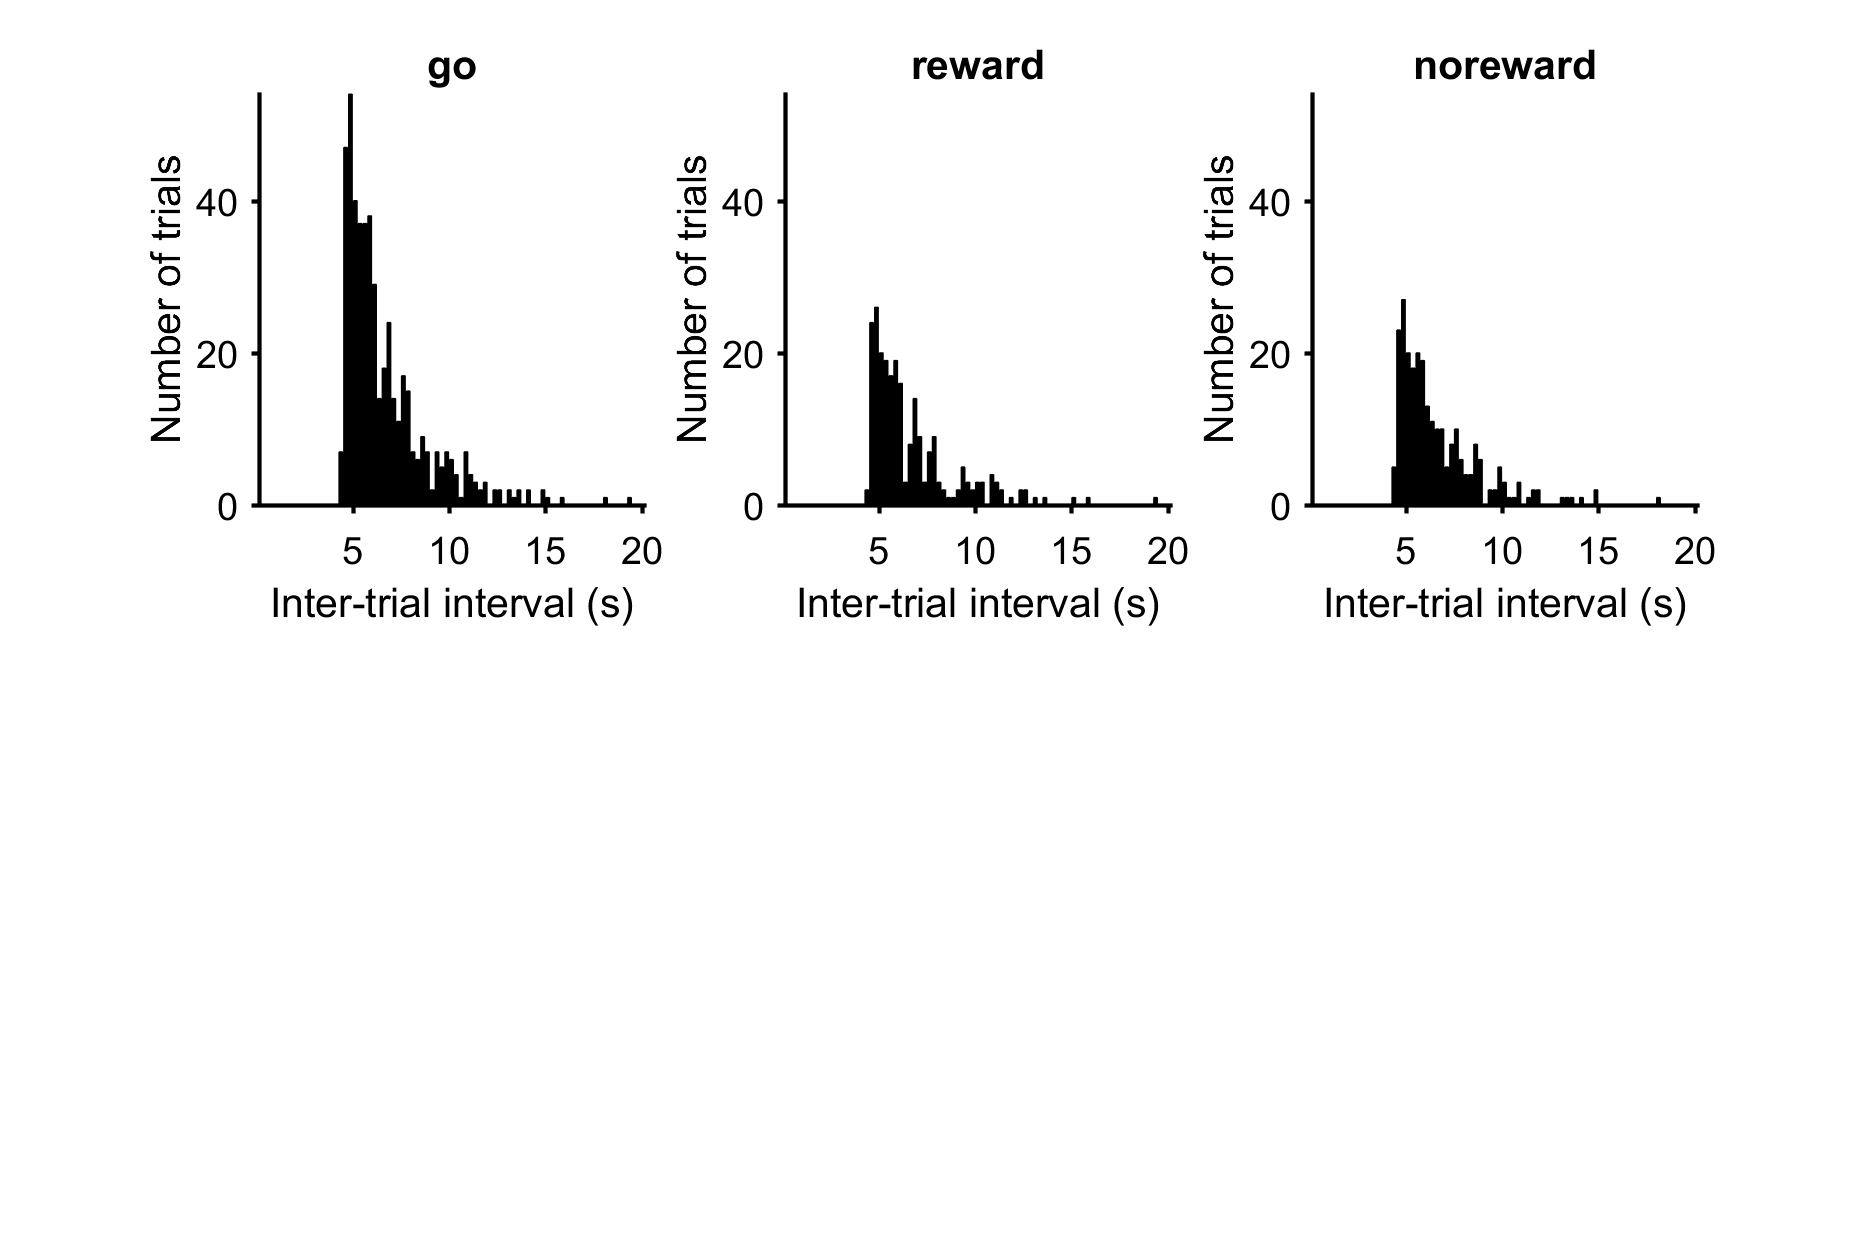 go
Number of trials
40
20
0
5 10 15 20
Inter-trial interval (s)
reward
Number of trials
40
20
0
5 10 15 20
Inter-trial interval (s)
noreward
Number of trials
40
20
0
5 10 15 20
Inter-trial interval (s)